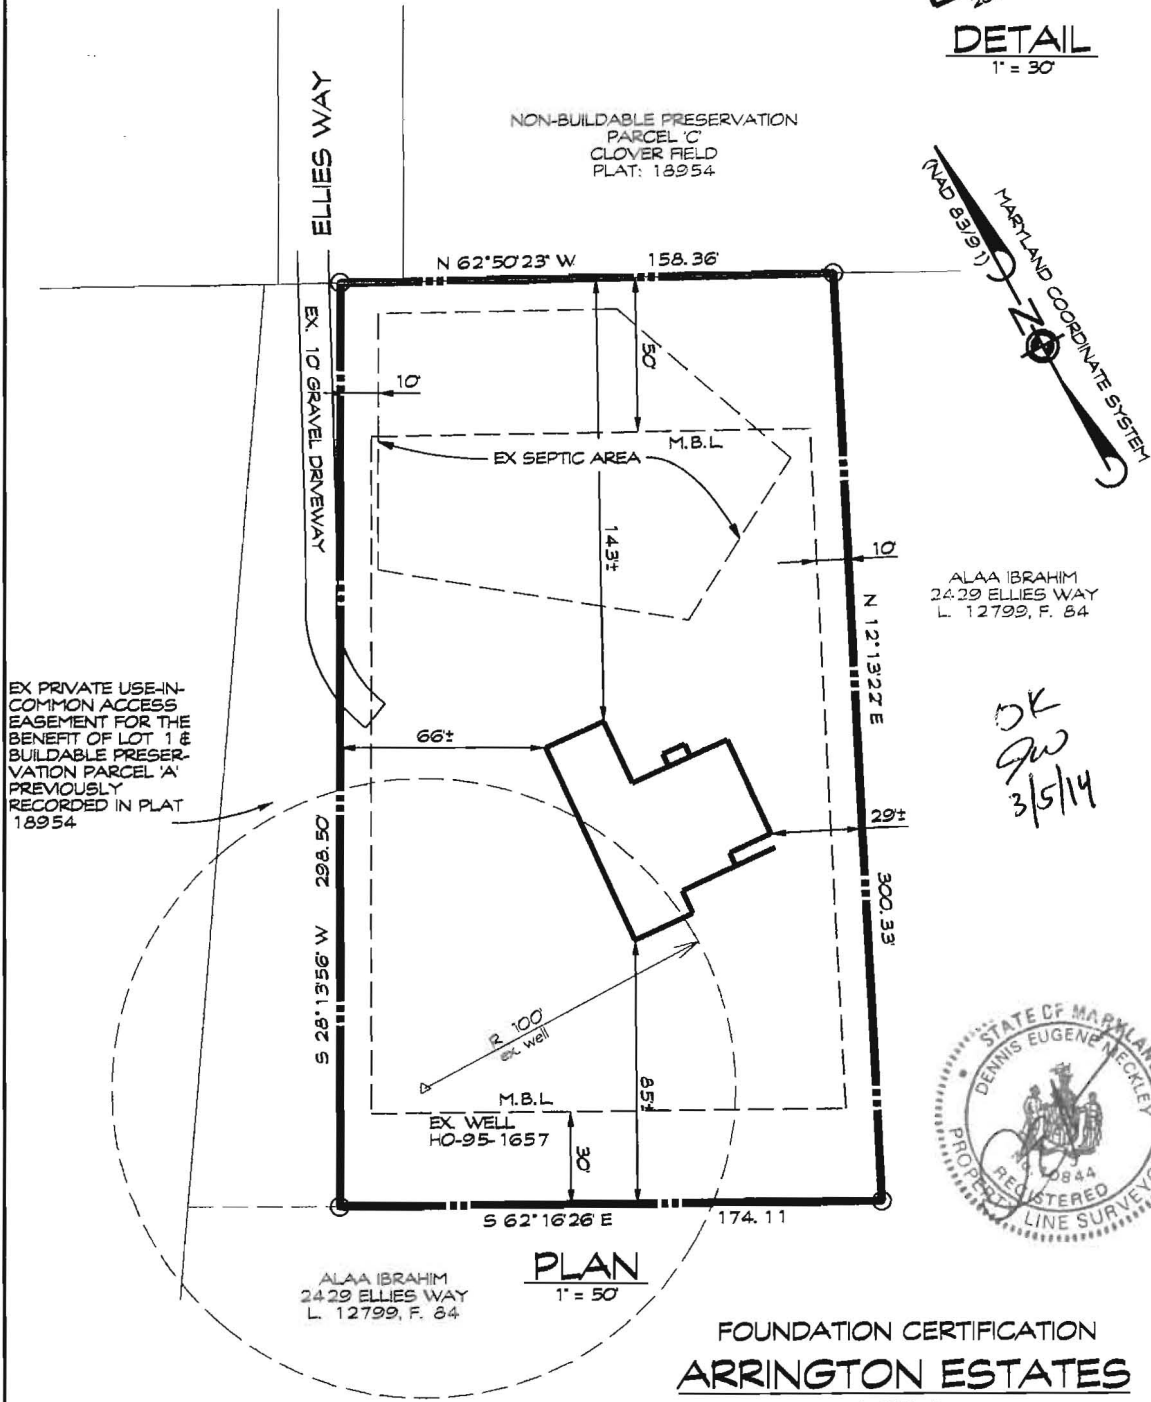 DETAIL
1" = 30'
ELLIES WAY
NON-BUILDABLE PRESERVATION
PARCEL 'C'
CLOVER FIELD
PLAT: 18954
(NAD 83/91)
MARYLAND COORDINATE SYSTEM
N
N 62°50'23" W 158.36'
EX. 10' GRAVEL DRIVEWAY
10'
50'
M.B.L.
EX SEPTIC AREA
143'±
10'
ALAA IBRAHIM
2429 ELLIES WAY
L. 12799, F. 84
N 12°13'22" E
300.33'
OK
3/5/14
EX PRIVATE USE-IN-
COMMON ACCESS
EASEMENT FOR THE
BENEFIT OF LOT 1 &
BUILDABLE PRESER-
VATION PARCEL 'A'
PREVIOUSLY
RECORDED IN PLAT
18954
66'±
29'±
S 28°13'56" W 298.50'
R 100'
ex. well
85'±
M.B.L.
EX. WELL
HO-95-1657
30'
S 62°16'26" E 174.11
STATE OF MARYLAND
DENNIS EUGENE MECKLEY
REGISTERED
PROPERTY LINE SURVEYOR
ALAA IBRAHIM
2429 ELLIES WAY
L. 12799, F. 84
PLAN
1" = 50'
FOUNDATION CERTIFICATION
ARRINGTON ESTATES